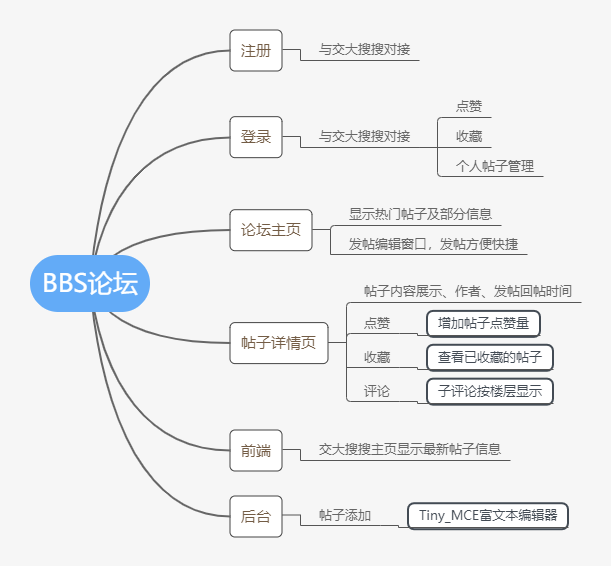 BBS论坛
注册
与交大搜搜对接
登录
与交大搜搜对接
点赞
收藏
个人帖子管理
论坛主页
显示热门帖子及部分信息
发帖编辑窗口，发帖方便快捷
帖子详情页
帖子内容展示、作者、发帖回帖时间
点赞
增加帖子点赞量
收藏
查看已收藏的帖子
评论
子评论按楼层显示
前端
交大搜搜主页显示最新帖子信息
后台
帖子添加
Tiny_MCE富文本编辑器